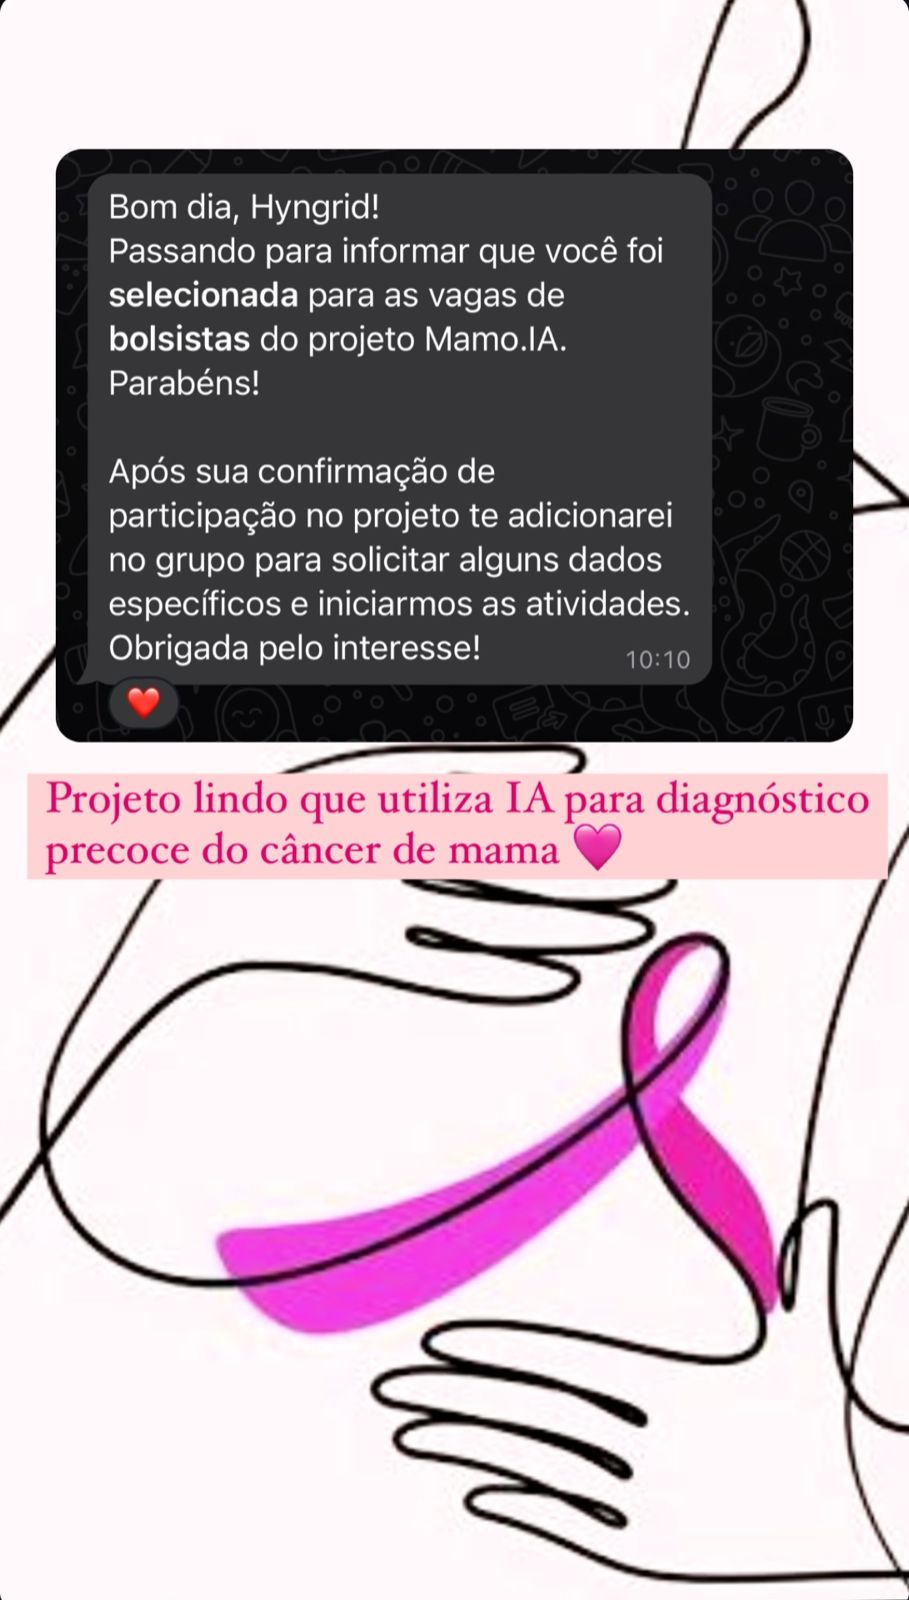 Bom dia, Hyngrid!
Passando para informar que você foi
selecionada para as vagas de
bolsistas do projeto Mamo.IA.
Parabéns!
Após sua confirmação de
participação no projeto te adicionarei
no grupo para solicitar alguns dados
específicos e iniciarmos as atividades.
Obrigada pelo interesse!
10:10
Projeto lindo que utiliza IA para diagnóstico
precoce do câncer de mama